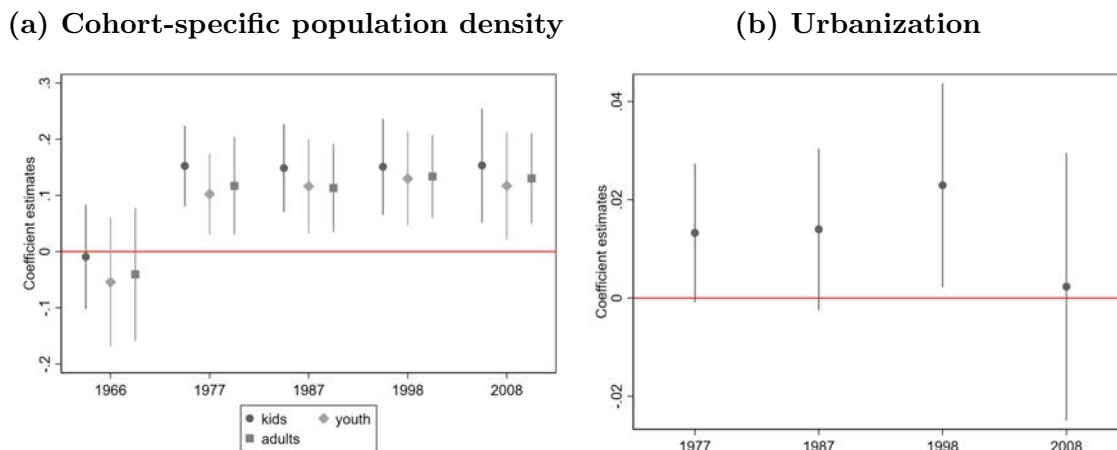 (a) Cohort-specific population density
(b) Urbanization
Coefficient estimates
.3
.2
.1
0
-.1
-.2
1966 1977 1987 1998 2008
kids youth
adults
Coefficient estimates
.04
.02
0
-.02
1977 1987 1998 2008